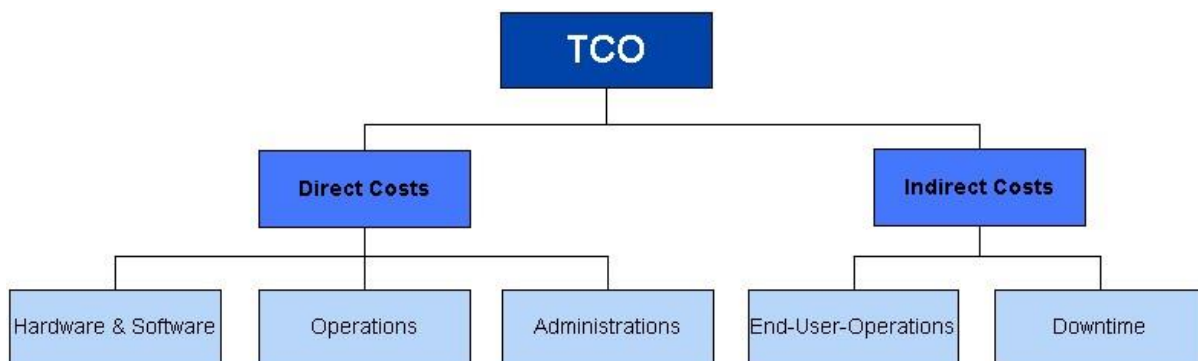 TCO
Direct Costs
Indirect Costs
Hardware & Software
Operations
Administrations
End-User-Operations
Downtime